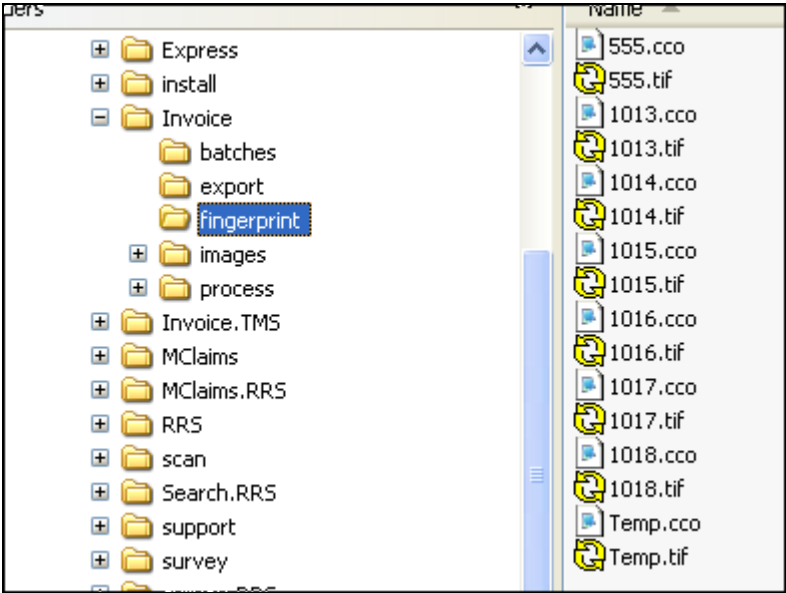 Name
Express
install
Invoice
batches
export
fingerprint
images
process
Invoice.TMS
MClaims
MClaims.RRS
RRS
scan
Search.RRS
support
survey
555.cco
555.tif
1013.cco
1013.tif
1014.cco
1014.tif
1015.cco
1015.tif
1016.cco
1016.tif
1017.cco
1017.tif
1018.cco
1018.tif
Temp.cco
Temp.tif